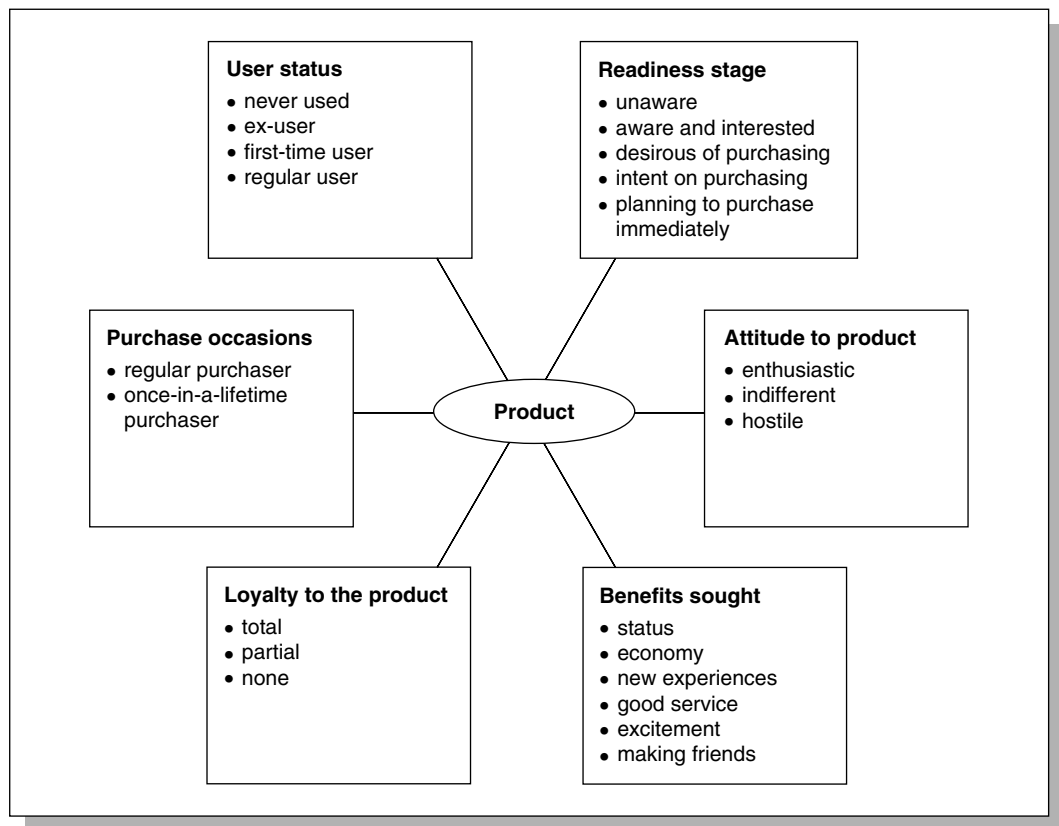 User status
• never used
• ex-user
• first-time user
• regular user
Readiness stage
• unaware
• aware and interested
• desirous of purchasing
• intent on purchasing
• planning to purchase
immediately
Purchase occasions
• regular purchaser
• once-in-a-lifetime
purchaser
Product
Attitude to product
• enthusiastic
• indifferent
• hostile
Loyalty to the product
• total
• partial
• none
Benefits sought
• status
• economy
• new experiences
• good service
• excitement
• making friends